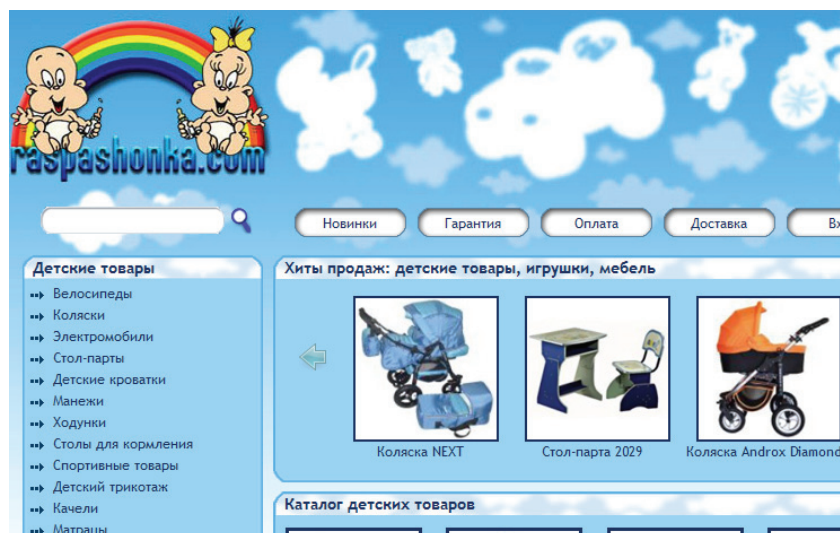 raspashonka.com
Новинки
Гарантия
Оплата
Доставка
Детские товары
Велосипеды
Коляски
Электромобили
Стол-парты
Детские кроватки
Манежи
Ходунки
Столы для кормления
Спортивные товары
Детский трикотаж
Качели
Матрацы
Хиты продаж: детские товары, игрушки, мебель
Коляска NEXT
Стол-парта 2029
Коляска Androx Diamond
Каталог детских товаров